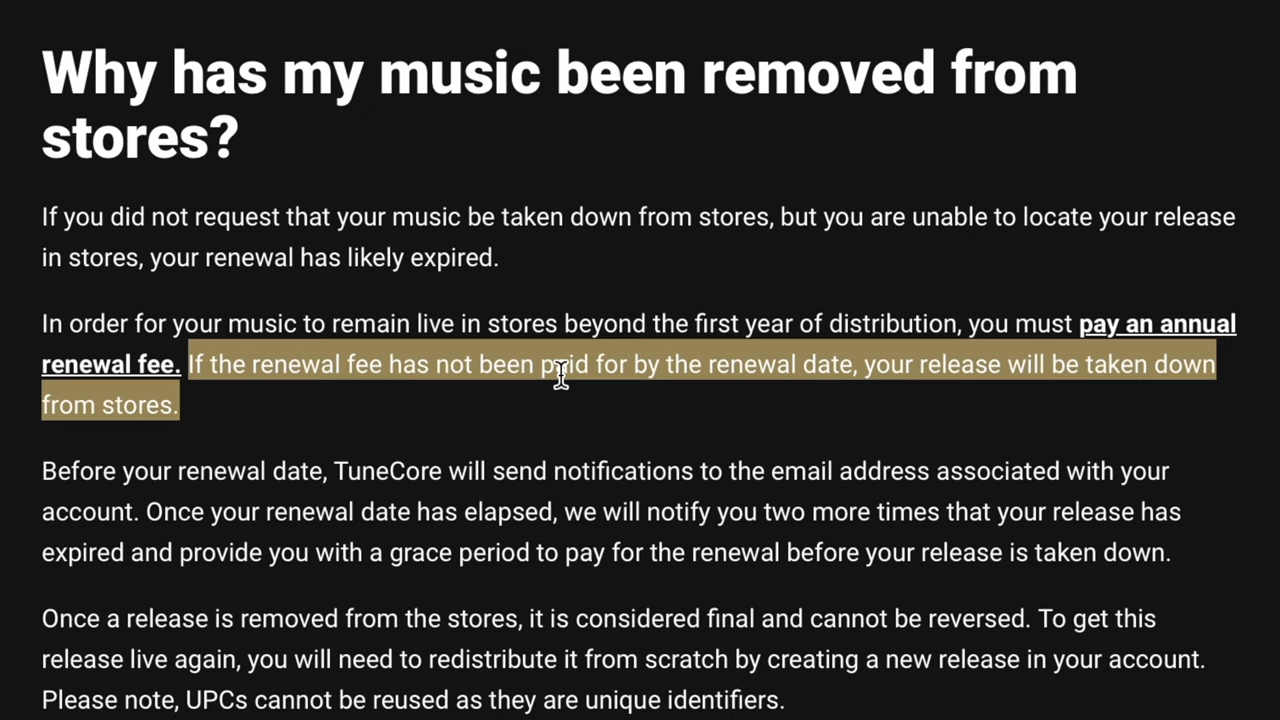 Why has my music been removed from
stores?
If you did not request that your music be taken down from stores, but you are unable to locate your release
in stores, your renewal has likely expired.
In order for your music to remain live in stores beyond the first year of distribution, you must pay an annual
renewal fee. If the renewal fee has not been paid for by the renewal date, your release will be taken down
from stores.
Before your renewal date, TuneCore will send notifications to the email address associated with your
account. Once your renewal date has elapsed, we will notify you two more times that your release has
expired and provide you with a grace period to pay for the renewal before your release is taken down.
Once a release is removed from the stores, it is considered final and cannot be reversed. To get this
release live again, you will need to redistribute it from scratch by creating a new release in your account.
Please note, UPCs cannot be reused as they are unique identifiers.